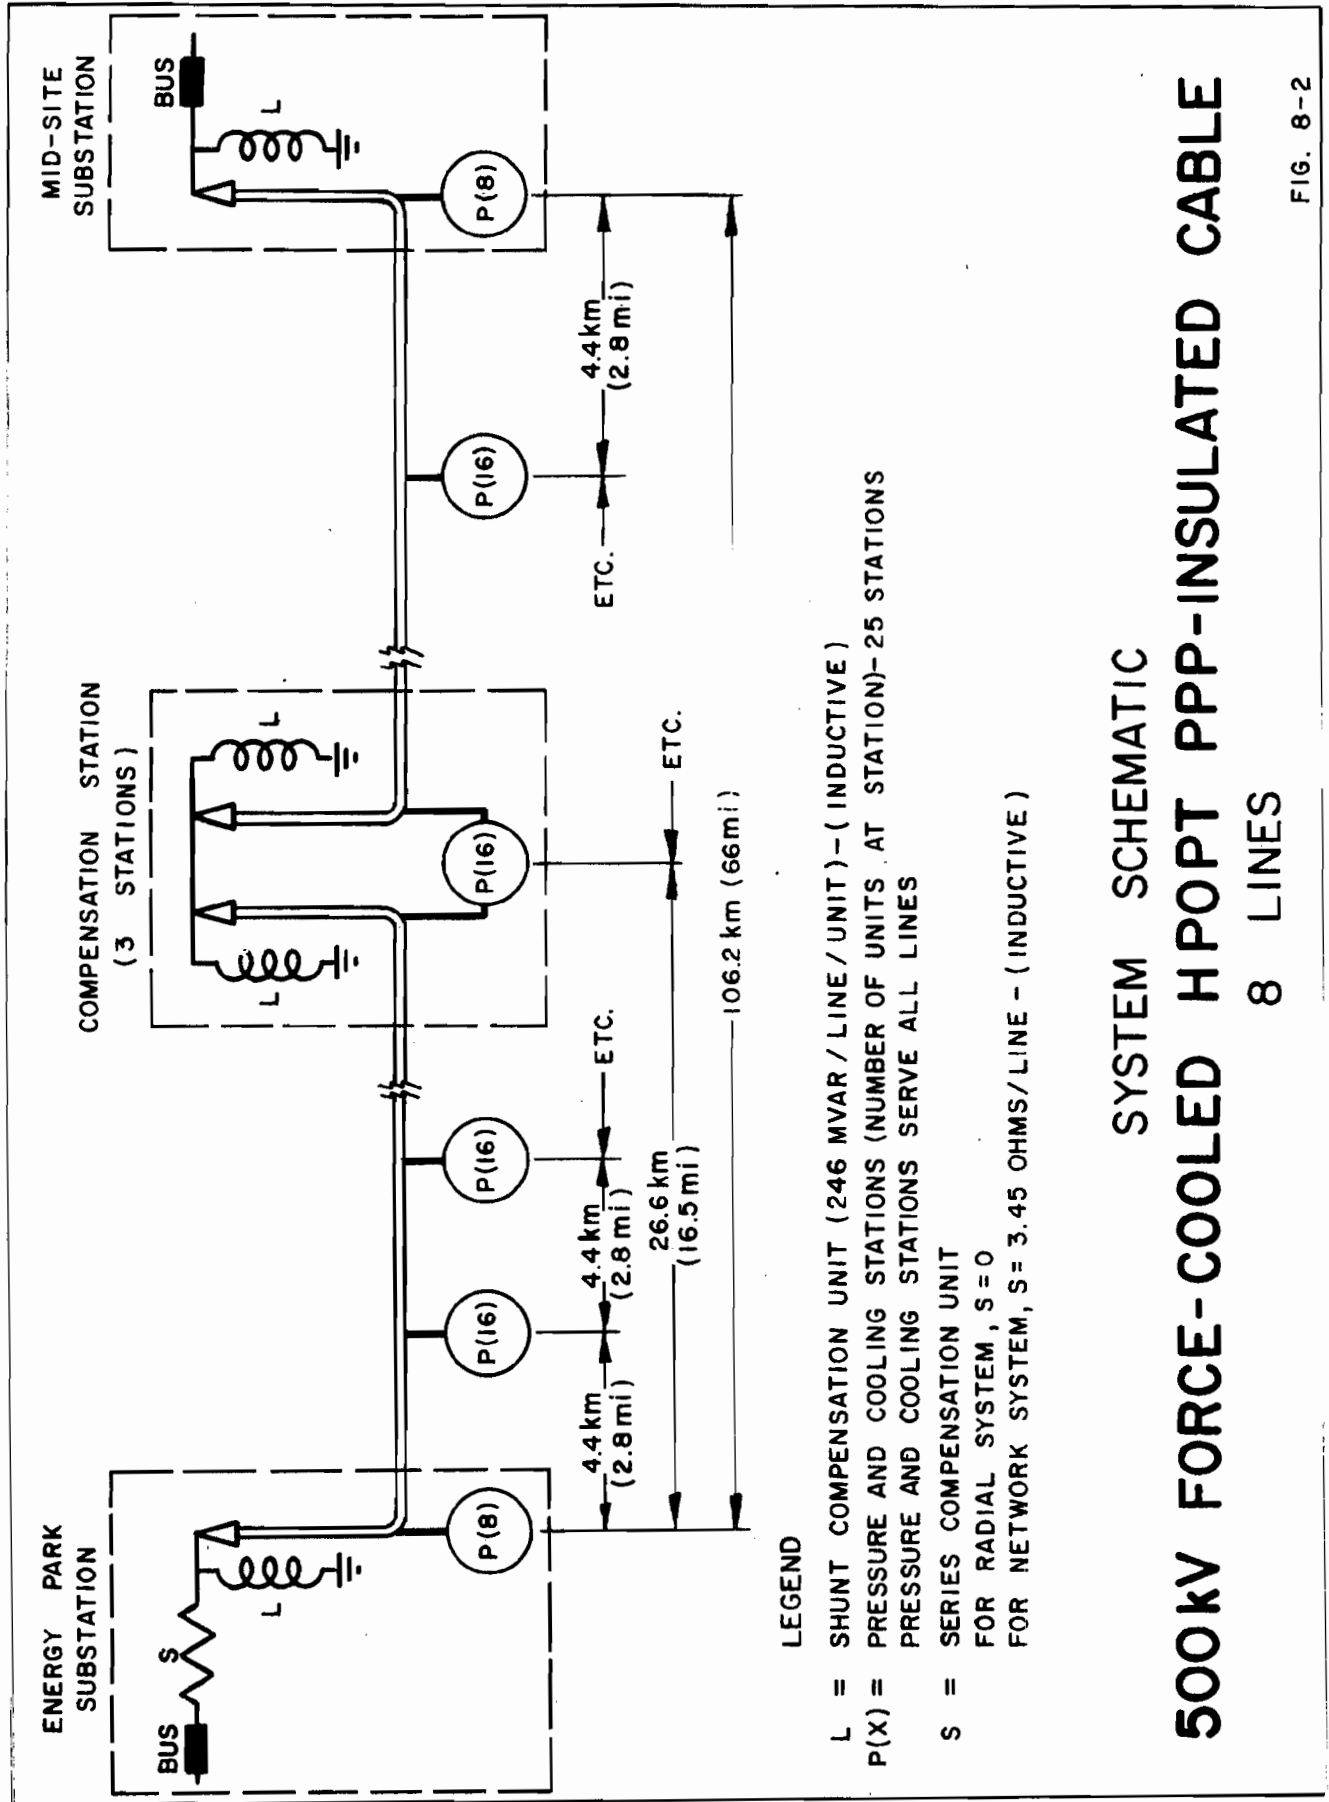 ENERGY PARK
SUBSTATION
BUS
S
L
P(8)
COMPENSATION STATION
(3 STATIONS)
L
L
P(16)
P(16)
P(16)
MID-SITE
SUBSTATION
BUS
L
P(8)
P(16)
4.4km
(2.8mi)
4.4km
(2.8mi)
ETC.
ETC.
4.4km
(2.8mi)
26.6km
(16.5mi)
ETC.
106.2km (66mi)
LEGEND
L = SHUNT COMPENSATION UNIT (246 MVAR/LINE/UNIT)-(INDUCTIVE)
P(X) = PRESSURE AND COOLING STATIONS (NUMBER OF UNITS AT STATION)-25 STATIONS
PRESSURE AND COOLING STATIONS SERVE ALL LINES
S = SERIES COMPENSATION UNIT
FOR RADIAL SYSTEM, S=0
FOR NETWORK SYSTEM, S= 3.45 OHMS/LINE-(INDUCTIVE)
SYSTEM SCHEMATIC
500kV FORCE-COOLED HPOPT PPP-INSULATED CABLE
8 LINES
FIG. 8-2